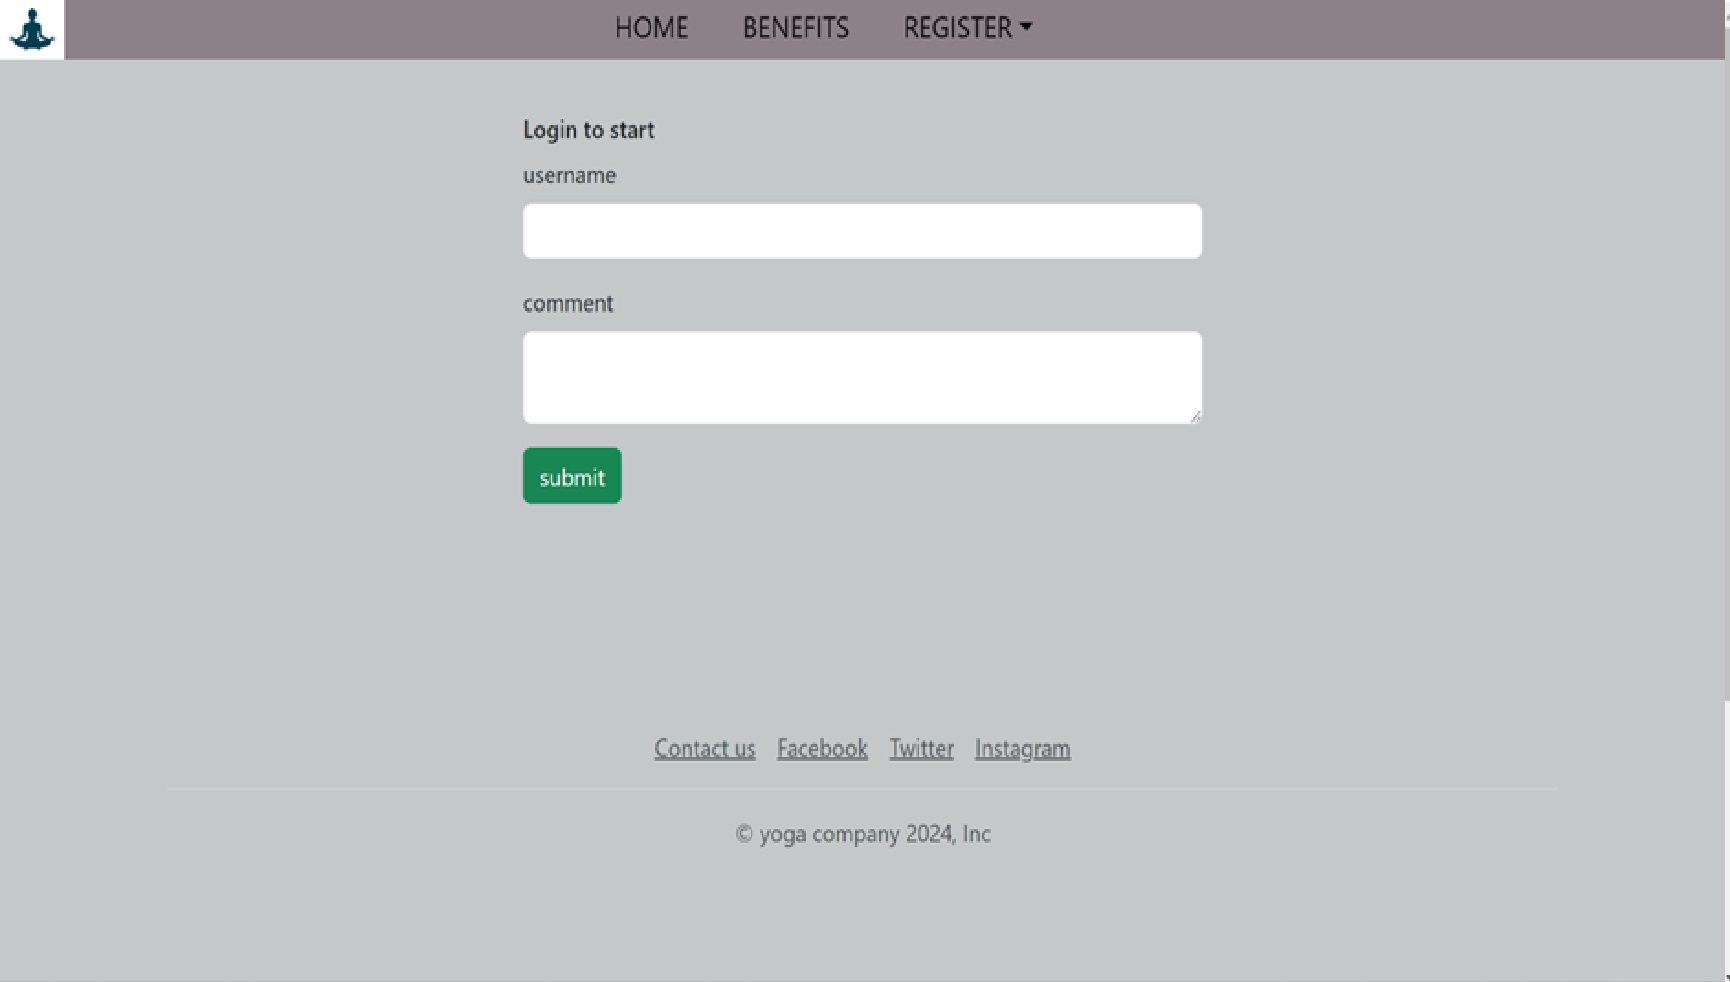 HOME BENEFITS REGISTER
Login to start
username
comment
submit
Contact us Facebook Twitter Instagram
© yoga company 2024, Inc